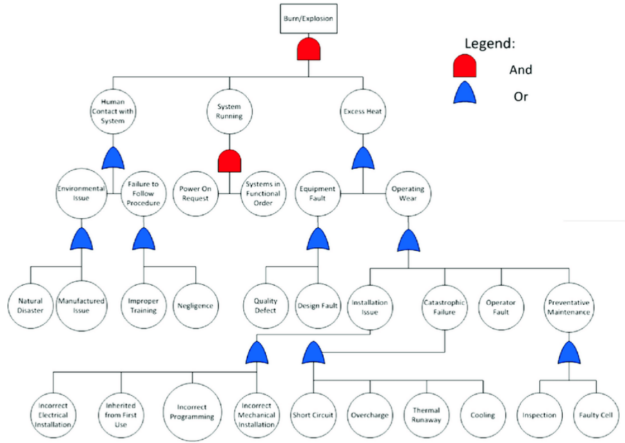 Burn/Explosion
Legend:
And
Or
Human
Contact with
System
System
Running
Excess Heat
Environmental
Issue
Failure to
Follow
Procedure
Power On
Request
Systems in
Functional
Order
Equipment
Fault
Operating
Wear
Natural
Disaster
Manufactured
Issue
Improper
Training
Negligence
Quality
Defect
Design Fault
Installation
Issue
Catastrophic
Failure
Operator
Fault
Preventative
Maintenance
Incorrect
Electrical
Installation
Inherited
from First
Use
Incorrect
Programming
Incorrect
Mechanical
Installation
Short Circuit
Overcharge
Thermal
Runaway
Cooling
Inspection
Faulty Cell